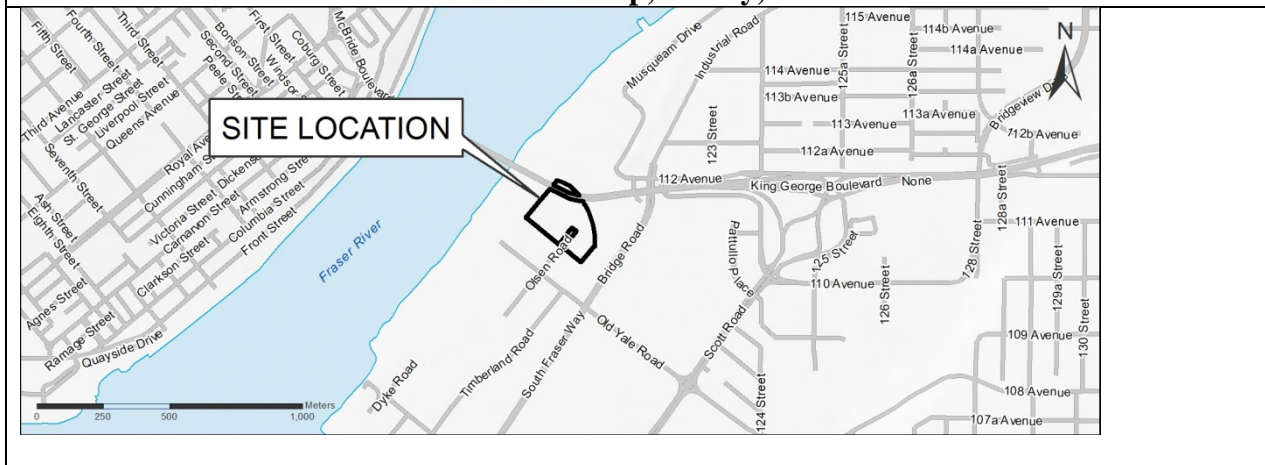 Fifth Street
Fourth Street
Third Street
First Street
Bonson Street
Second Street
Windsor
Coburg Street
McBride Boulevard
Peele
Third Avenue
Lancaster Street
St. George Street
Liverpool Street
Queens Avenue
Seventh Street
Royal Ave
Cunningham S
Dickens
Armstrong Stre
Ash Street
Eighth Street
Victoria Street
Carnarvon Street
Columbia Street
Front Street
Clarkson Street
Agnes Street
Ramage Street
Quayside Drive
SITE LOCATION
Fraser River
Musqueam Drive
Industrial Road
115 Avenue
114b Avenue
114a Avenue
125a Street
126a Street
N
114 Avenue
113b Avenue
Bridgeview Dri
113a Avenue
113 Avenue
112b Avenue
123 Street
112a Avenue
112 Avenue
King George Boulevard
None
128a Street
111 Avenue
Pattullo Place
125 Street
128 Street
Olsen Road
Bridge Road
110 Avenue
126 Street
129a Street
130 Street
Old Yale Road
Scott Road
109 Avenue
Timberland Road
South Fraser Way
Dyke Road
124 Street
108 Avenue
107a Avenue
Meters
0 250 500 1,000